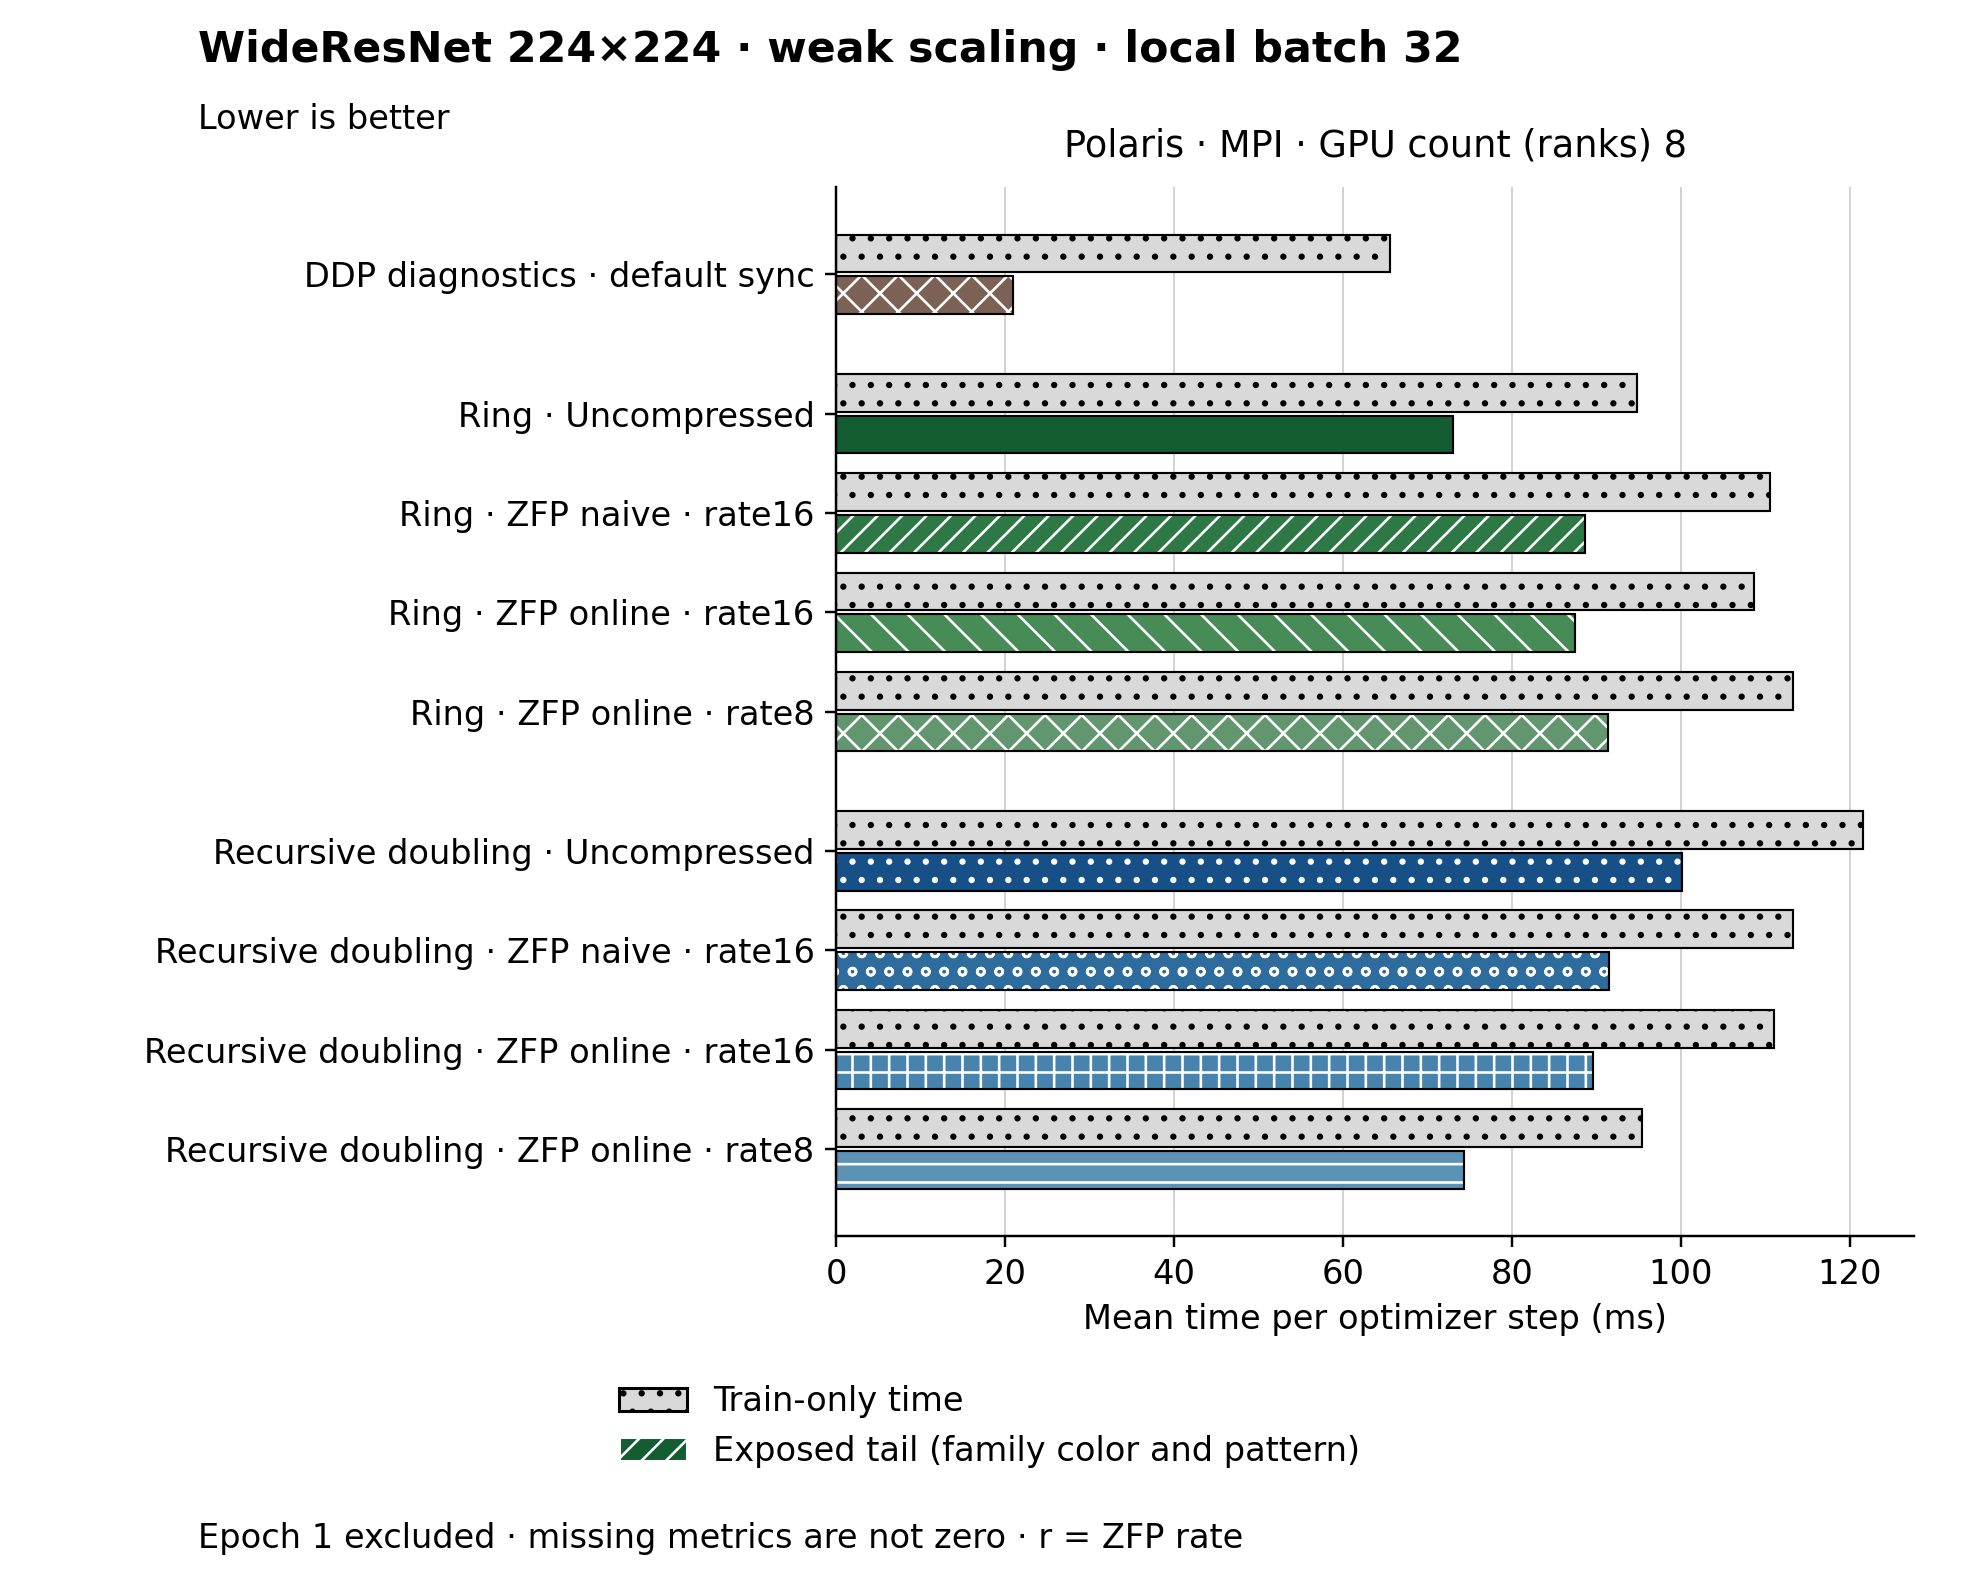 WideResNet 224×224 · weak scaling · local batch 32
Lower is better
Polaris · MPI · GPU count (ranks) 8
DDP diagnostics · default sync
Ring · Uncompressed
Ring · ZFP naive · rate16
Ring · ZFP online · rate16
Ring · ZFP online · rate8
Recursive doubling · Uncompressed
Recursive doubling · ZFP naive · rate16
Recursive doubling · ZFP online · rate16
Recursive doubling · ZFP online · rate8
0 20 40 60 80 100 120
Mean time per optimizer step (ms)
Train-only time
Exposed tail (family color and pattern)
Epoch 1 excluded · missing metrics are not zero · r = ZFP rate